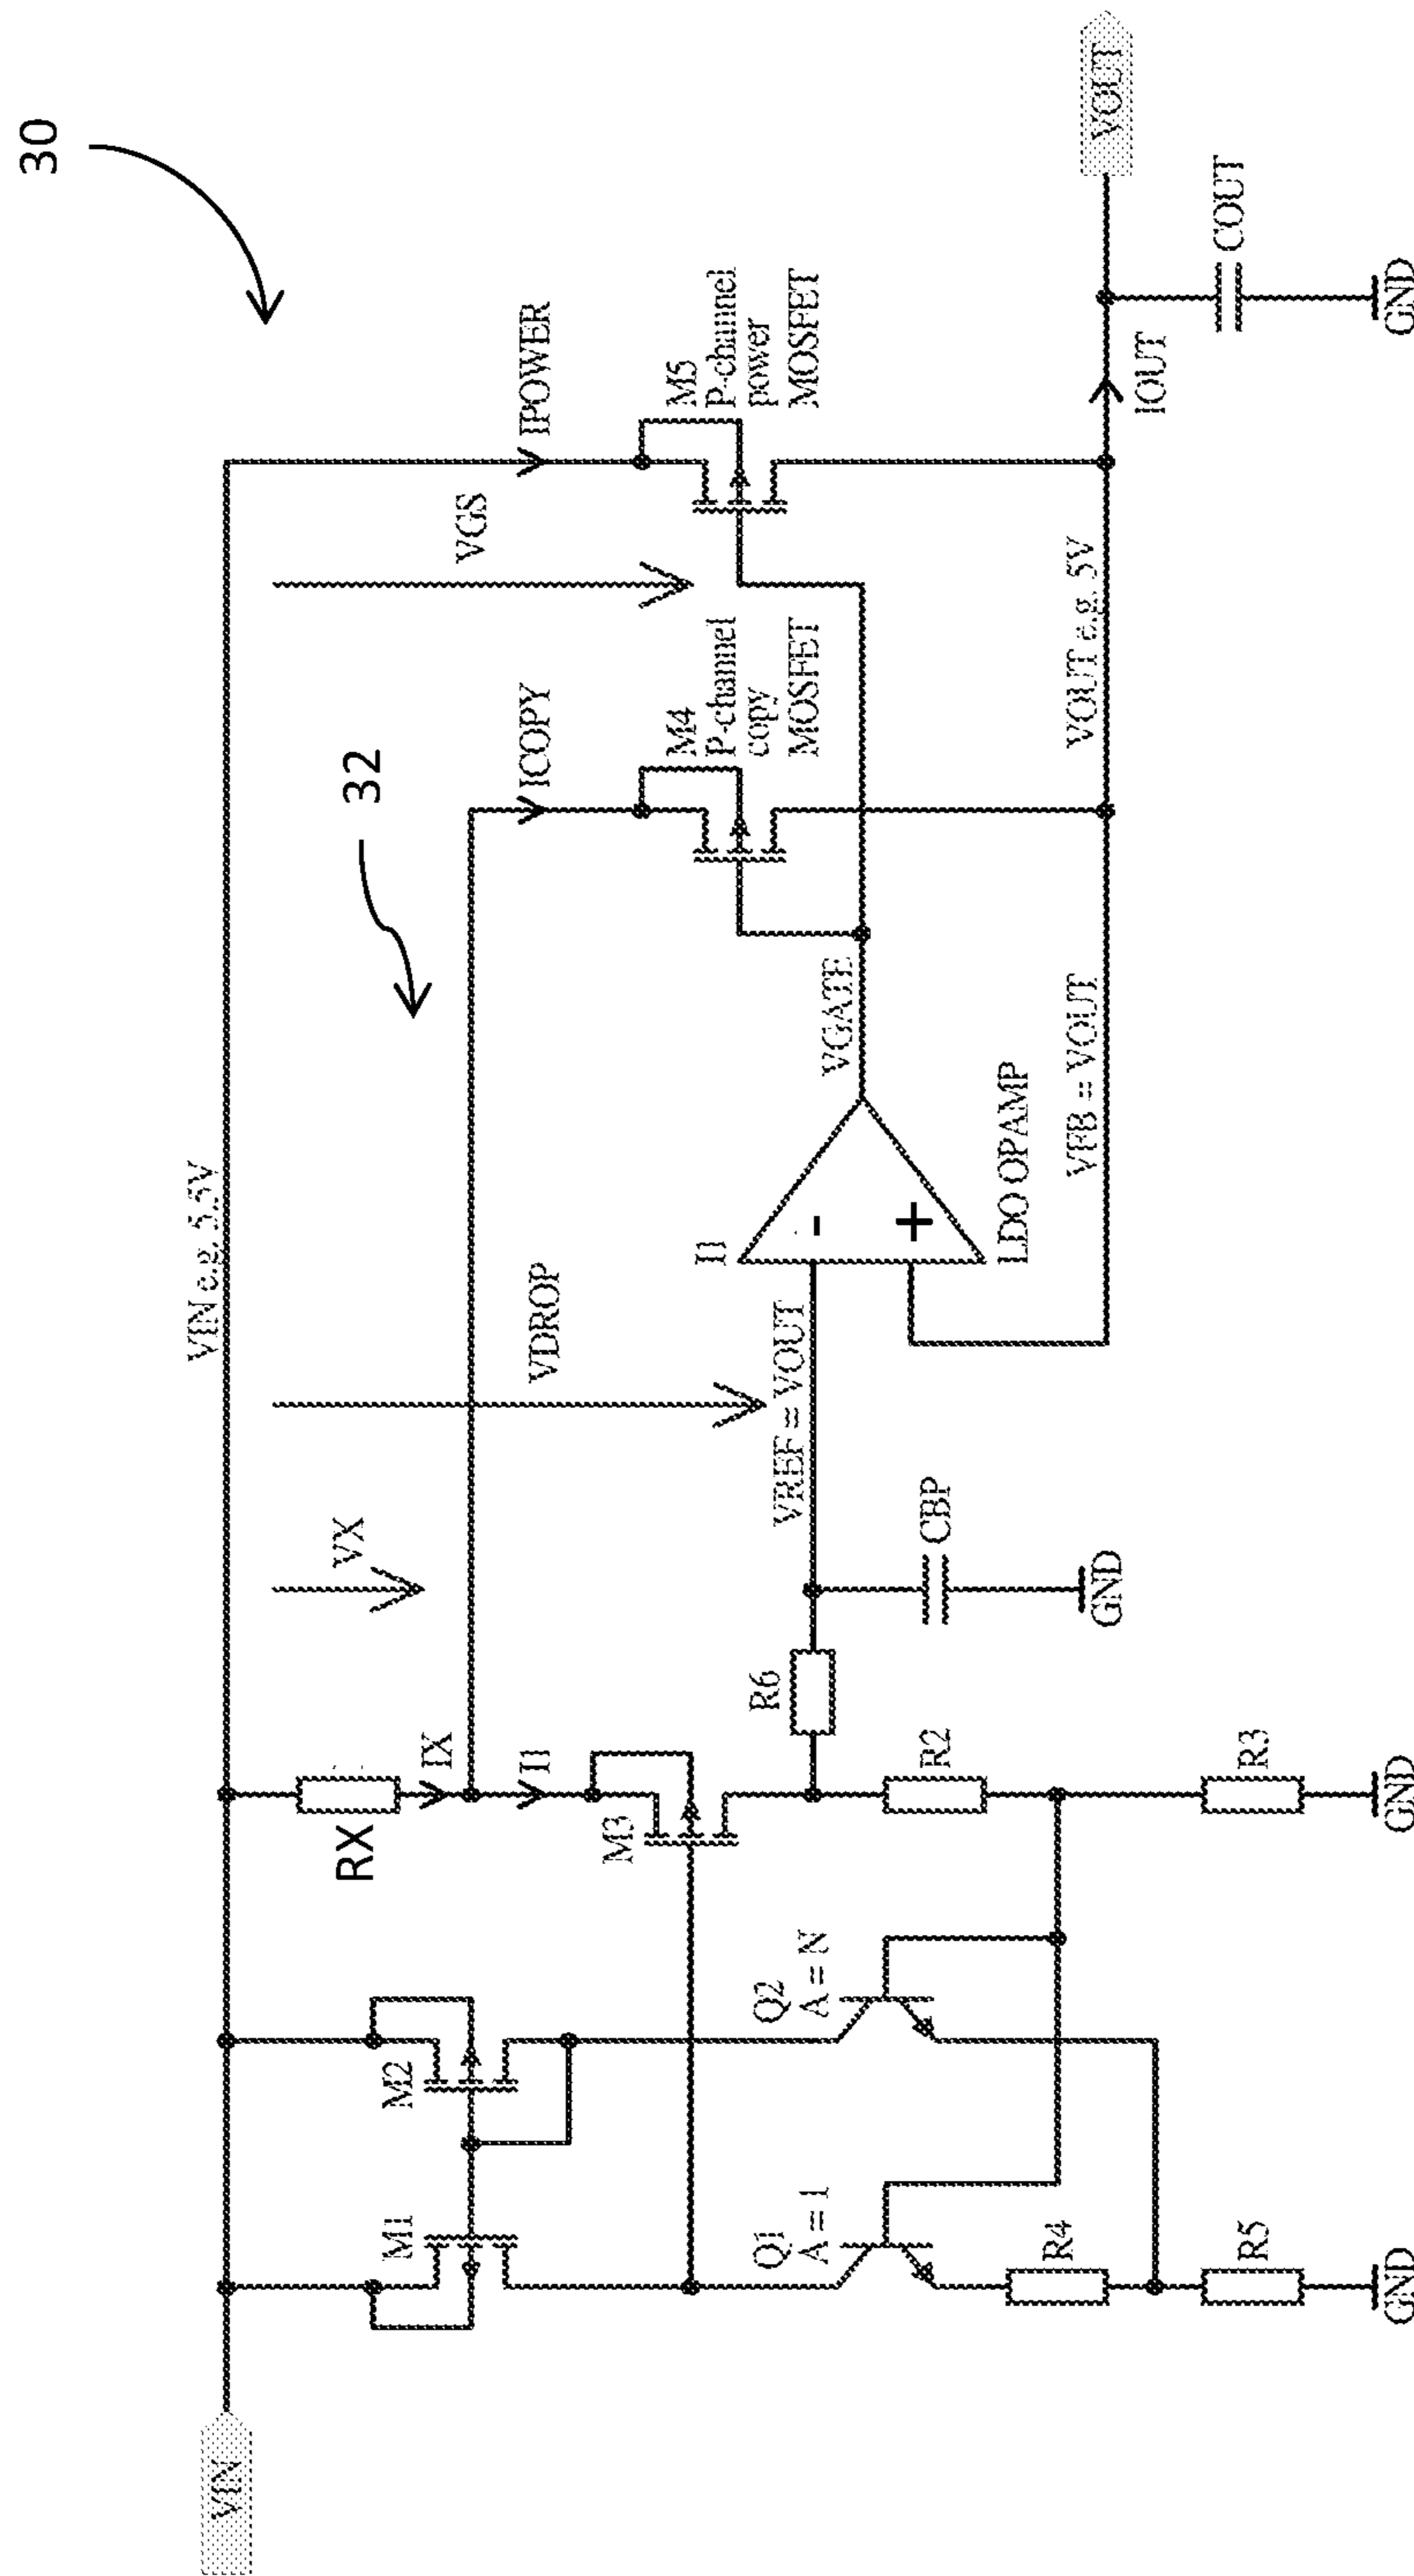 30
32
VIN
VIN e.g. 5.5V
M1
M2
RX
IX
I1
VX
VDROP
ICOPY
VGS
IPOWER
M3
M4
P-channel
copy
MOSFET
M5
P-channel
power
MOSFET
Q1
A = 1
Q2
A = N
R6
VREF = VOUT
I1
-
+
LDO OPAMP
VGATE
R2
CBP
GND
R4
R5
GND
R3
GND
VFB = VOUT
VOUT e.g. 5V
IOUT
VOUT
COUT
GND